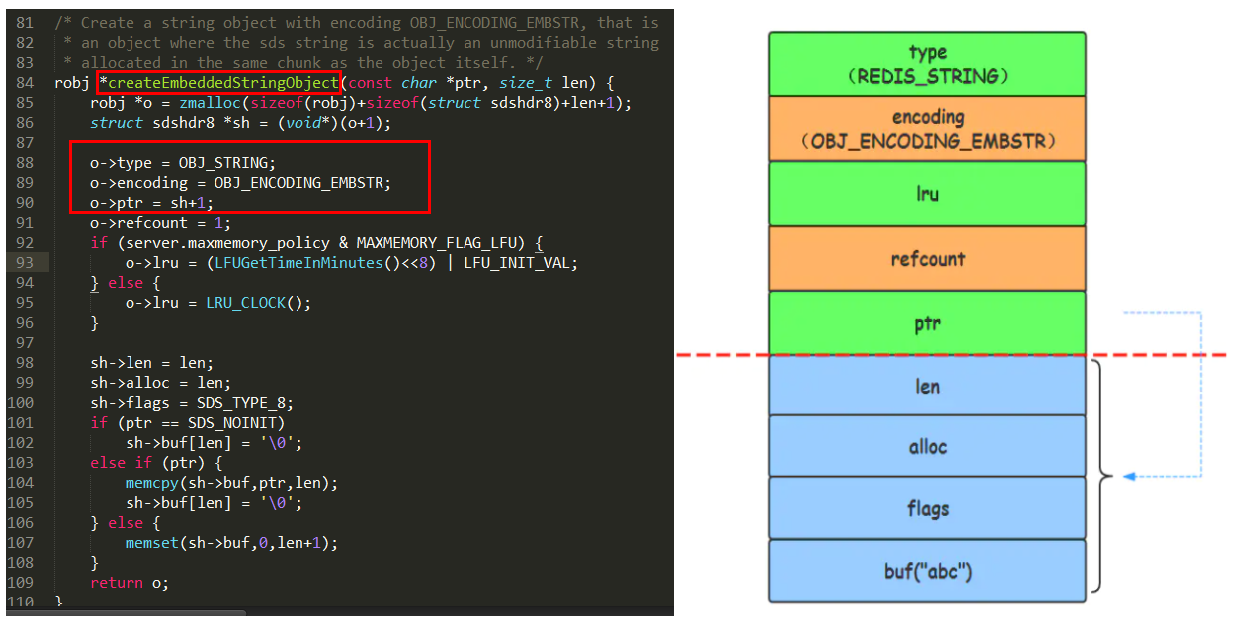 81 /* Create a string object with encoding OBJ_ENCODING_EMBSTR, that is
82 * an object where the sds string is actually an unmodifiable string
83 * allocated in the same chunk as the object itself. */
84 robj *createEmbeddedStringObject(const char *ptr, size_t len) {
85 robj *o = zmalloc(sizeof(robj)+sizeof(struct sdshdr8)+len+1);
86 struct sdshdr8 *sh = (void*)(o+1);
87
88 o->type = OBJ_STRING;
89 o->encoding = OBJ_ENCODING_EMBSTR;
90 o->ptr = sh+1;
91 o->refcount = 1;
92 if (server.maxmemory_policy & MAXMEMORY_FLAG_LFU) {
93 o->lru = (LFUGetTimeInMinutes()<<8) | LFU_INIT_VAL;
94 } else {
95 o->lru = LRU_CLOCK();
96 }
97
98 sh->len = len;
99 sh->alloc = len;
100 sh->flags = SDS_TYPE_8;
101 if (ptr == SDS_NOINIT)
102 sh->buf[len] = '\0';
103 else if (ptr) {
104 memcpy(sh->buf,ptr,len);
105 sh->buf[len] = '\0';
106 } else {
107 memset(sh->buf,0,len+1);
108 }
109 return o;
110 }
type
(REDIS_STRING)
encoding
(OBJ_ENCODING_EMBSTR)
lru
refcount
ptr
len
alloc
flags
buf("abc")